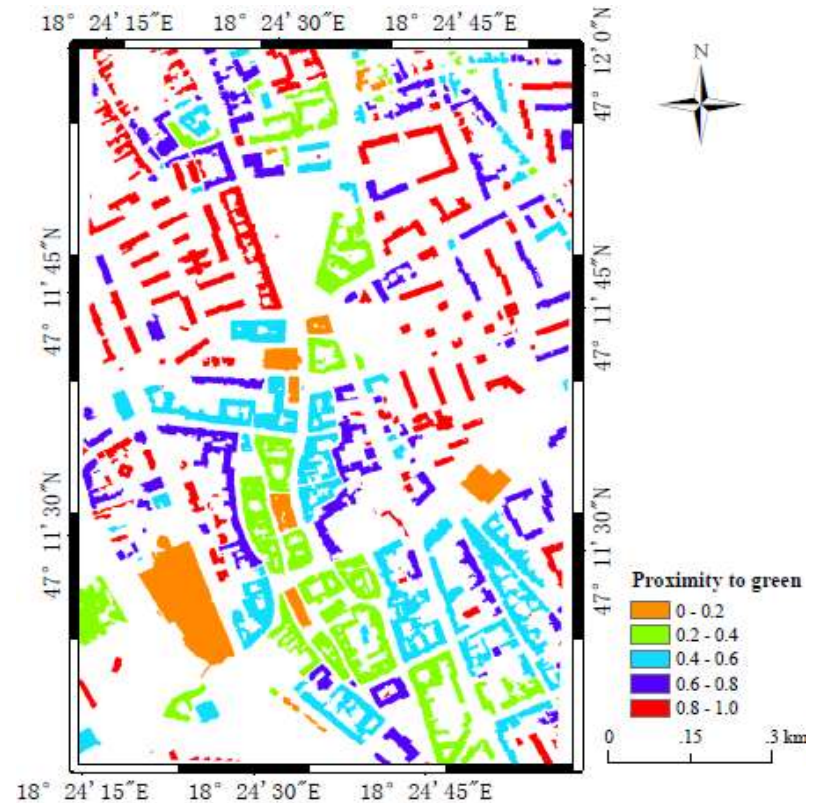 18° 24′15″E 18° 24′30″E 18° 24′45″E
N
47° 12′0″N
47° 11′45″N
47° 11′45″N
47° 11′30″N
47° 11′30″N
Proximity to green
0 - 0.2
0.2 - 0.4
0.4 - 0.6
0.6 - 0.8
0.8 - 1.0
0 .15 .3 km
18° 24′15″E 18° 24′30″E 18° 24′45″E